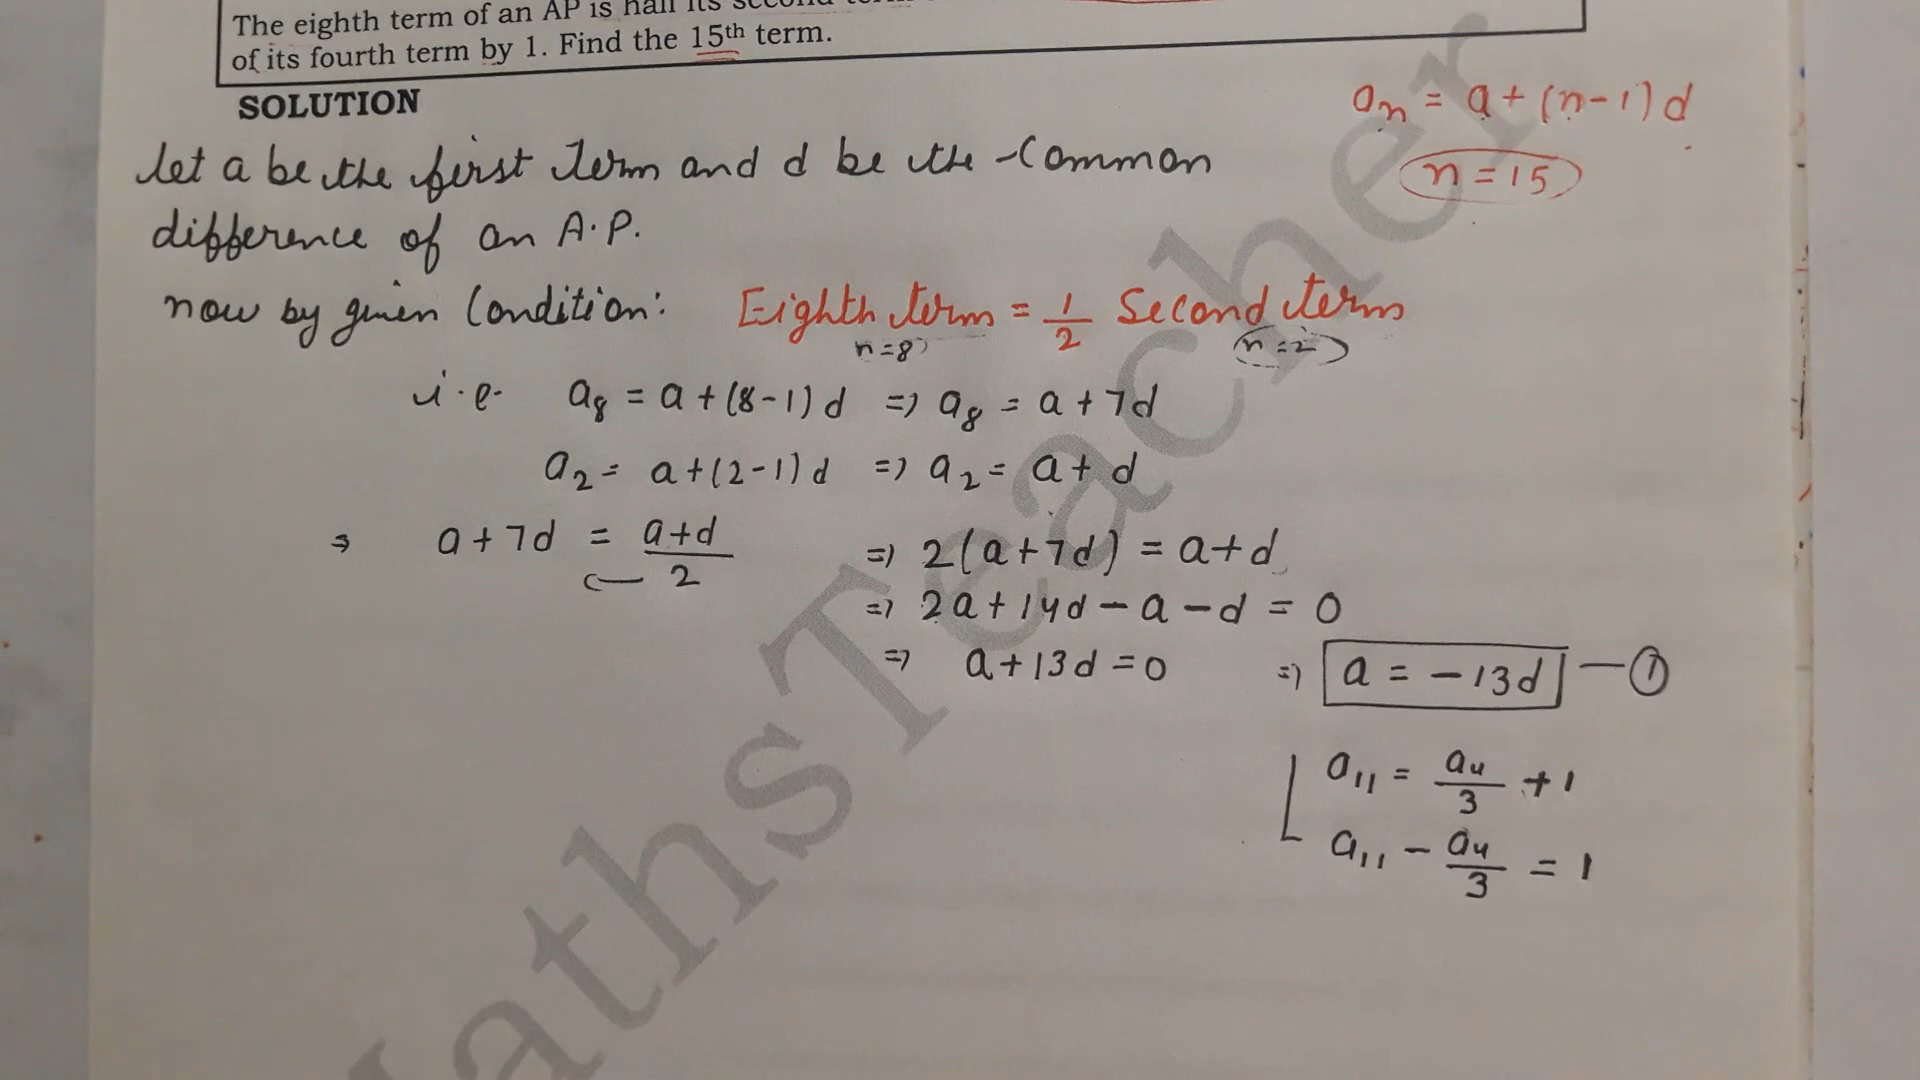 The eighth term of an AP is half its second
of its fourth term by 1. Find the 15th term.
SOLUTION
aₙ = a + (n-1)d
n = 15
Let a be the first term and d be the Common
difference of an A.P.
now by given Condition: Eighth term = 1/2 Second term
n=8 n=2
i.e. a₈ = a + (8-1)d => a₈ = a + 7d
a₂ = a + (2-1)d => a₂ = a + d
⇒ a + 7d = (a+d)/2 => 2(a+7d) = a+d
=> 2a + 14d - a - d = 0
=> a + 13d = 0 => a = -13d — ①
a₁₁ = a₄/3 + 1
a₁₁ - a₄/3 = 1
MathsTeacher